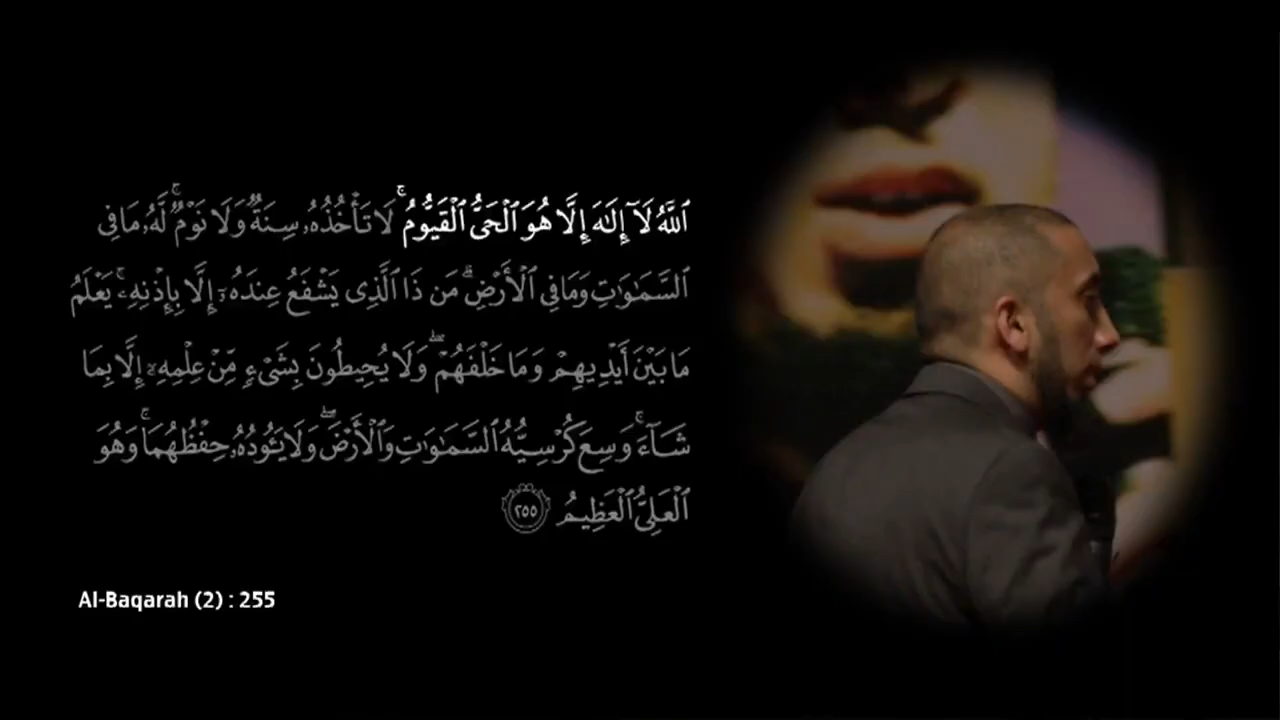 ٱللَّهُ لَآ إِلَٰهَ إِلَّا هُوَ ٱلْحَىُّ ٱلْقَيُّومُ ۚ لَا تَأْخُذُهُۥ سِنَةٌ وَلَا نَوْمٌ ۚ لَّهُۥ مَا فِى
ٱلسَّمَٰوَٰتِ وَمَا فِى ٱلْأَرْضِ ۗ مَن ذَا ٱلَّذِى يَشْفَعُ عِندَهُۥٓ إِلَّا بِإِذْنِهِۦ ۚ يَعْلَمُ
مَا بَيْنَ أَيْدِيهِمْ وَمَا خَلْفَهُمْ ۖ وَلَا يُحِيطُونَ بِشَىْءٍ مِّنْ عِلْمِهِۦٓ إِلَّا بِمَا
شَآءَ ۚ وَسِعَ كُرْسِيُّهُ ٱلسَّمَٰوَٰتِ وَٱلْأَرْضَ ۖ وَلَا يَـُٔودُهُۥ حِفْظُهُمَا ۚ وَهُوَ
ٱلْعَلِىُّ ٱلْعَظِيمُ ٢٥٥
Al-Baqarah (2) : 255